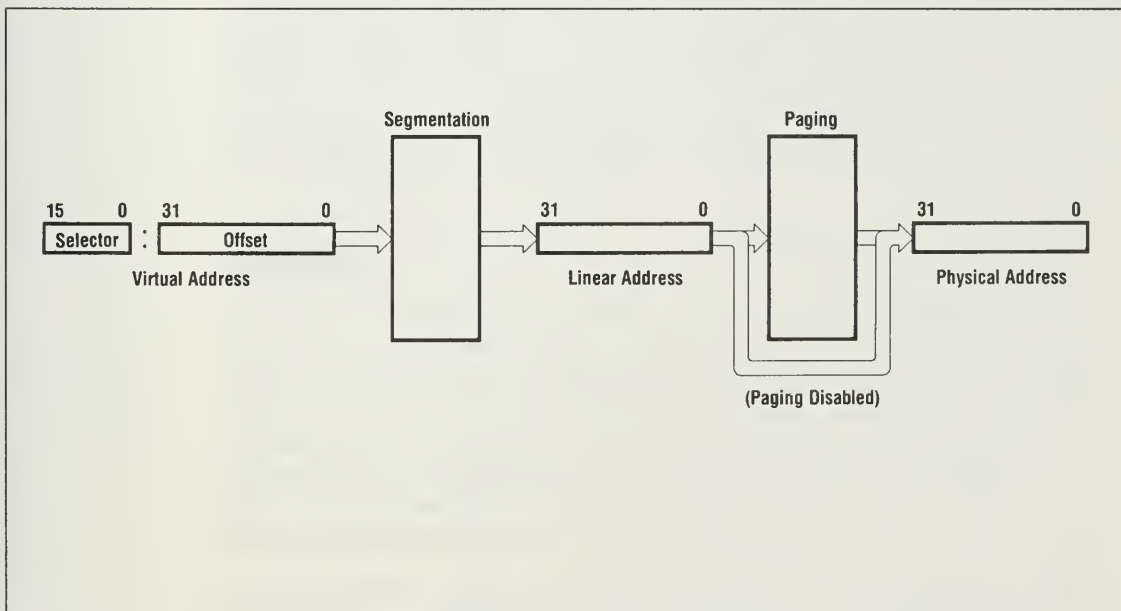 Segmentation
Paging
15 0 31 0
31 0
31 0
Selector : Offset
Virtual Address
Linear Address
Physical Address
(Paging Disabled)